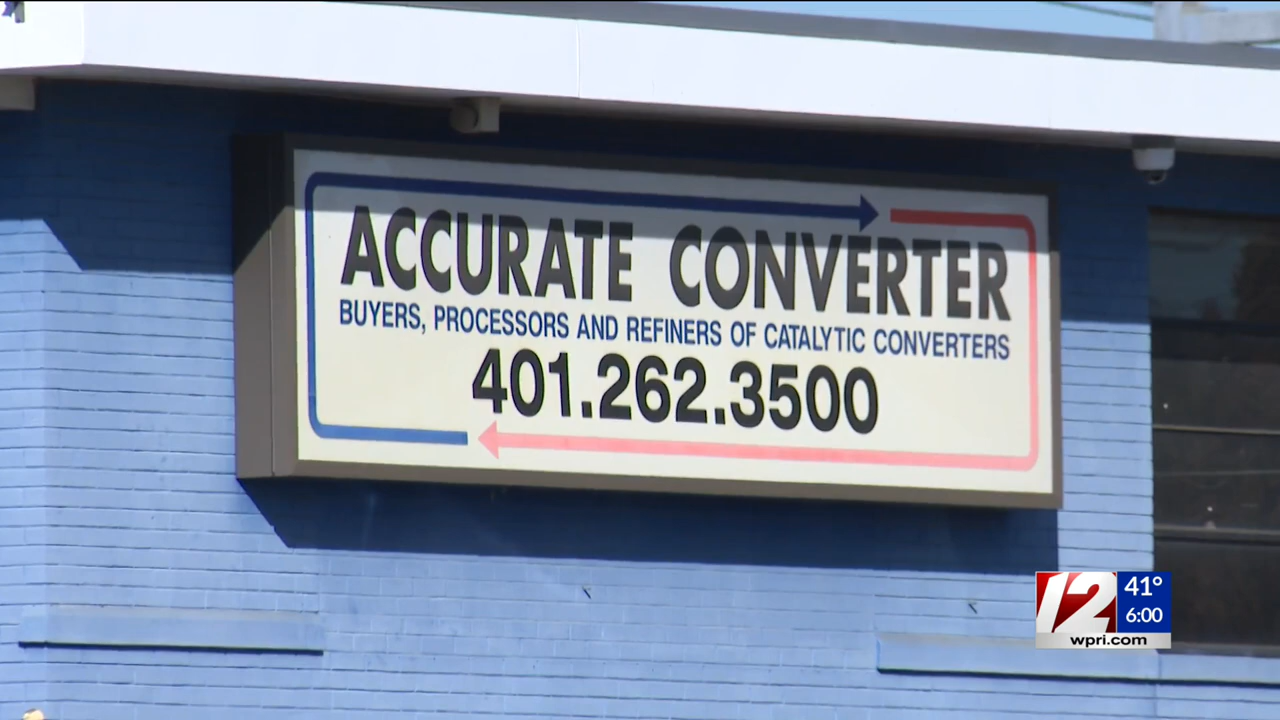 ACCURATE CONVERTER
BUYERS, PROCESSORS AND REFINERS OF CATALYTIC CONVERTERS
401.262.3500
12
41°
6:00
wpri.com